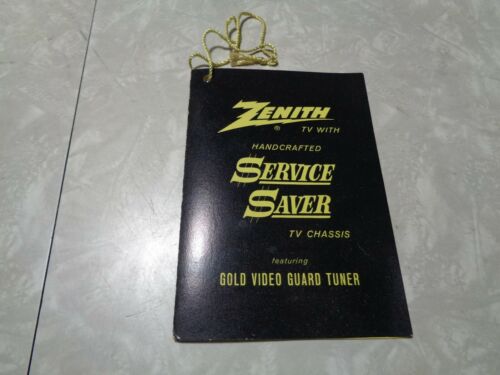 ZENITH
® TV WITH
HANDCRAFTED
SERVICE
SAVER
TV CHASSIS
featuring
GOLD VIDEO GUARD TUNER